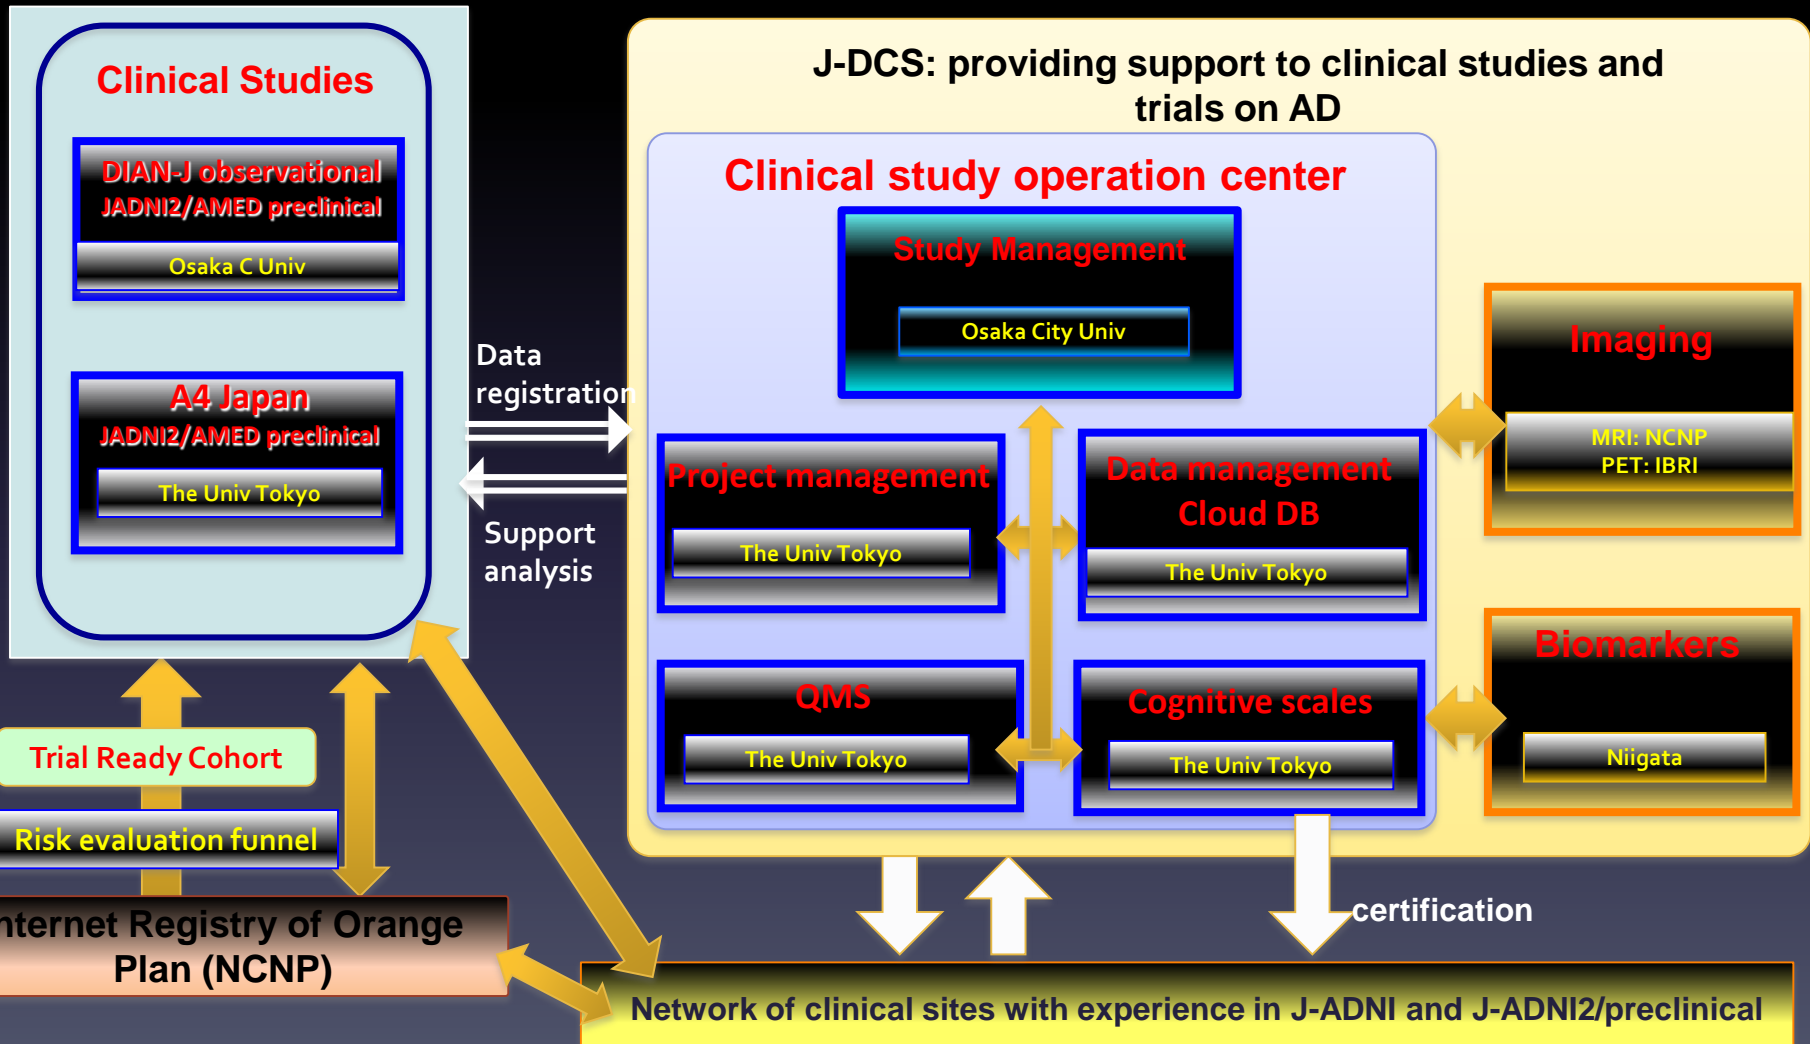 Clinical Studies
DIAN-J observational
JADNI2/AMED preclinical
Osaka C Univ
A4 Japan
JADNI2/AMED preclinical
The Univ Tokyo
Data
registration
Support
analysis
J-DCS: providing support to clinical studies and
trials on AD
Clinical study operation center
Study Management
Osaka City Univ
Project management
The Univ Tokyo
Data management
Cloud DB
The Univ Tokyo
QMS
The Univ Tokyo
Cognitive scales
The Univ Tokyo
Imaging
MRI: NCNP
PET: IBRI
Biomarkers
Niigata
Trial Ready Cohort
Risk evaluation funnel
nternet Registry of Orange
Plan (NCNP)
certification
Network of clinical sites with experience in J-ADNI and J-ADNI2/preclinical